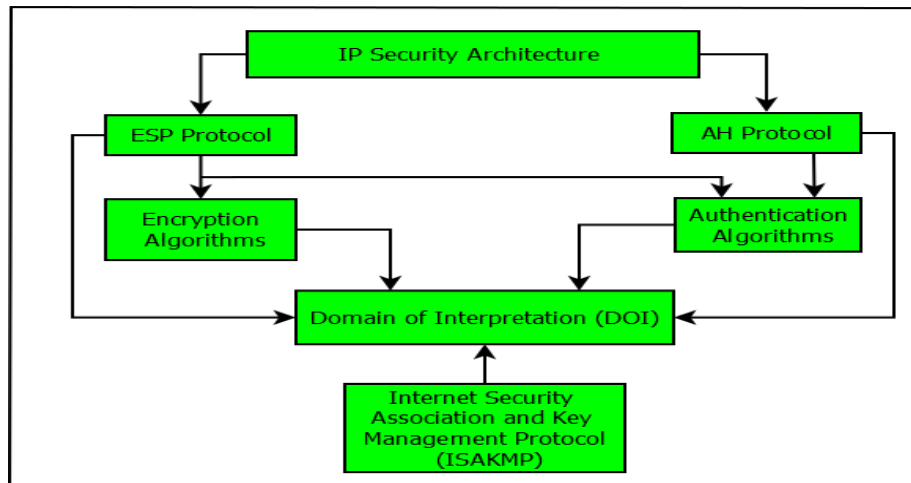 IP Security Architecture
ESP Protocol
AH Protocol
Encryption
Algorithms
Authentication
Algorithms
Domain of Interpretation (DOI)
Internet Security
Association and Key
Management Protocol
(ISAKMP)